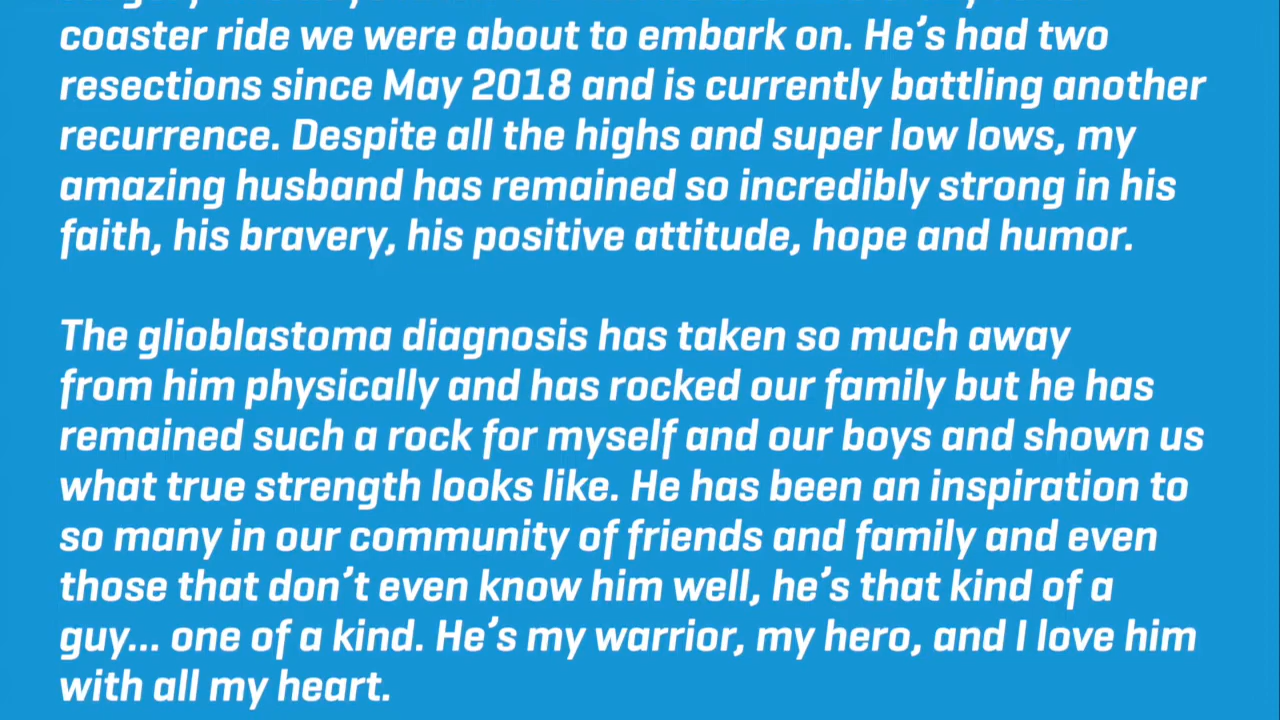 coaster ride we were about to embark on. He’s had two
resections since May 2018 and is currently battling another
recurrence. Despite all the highs and super low lows, my
amazing husband has remained so incredibly strong in his
faith, his bravery, his positive attitude, hope and humor.
The glioblastoma diagnosis has taken so much away
from him physically and has rocked our family but he has
remained such a rock for myself and our boys and shown us
what true strength looks like. He has been an inspiration to
so many in our community of friends and family and even
those that don’t even know him well, he’s that kind of a
guy... one of a kind. He’s my warrior, my hero, and I love him
with all my heart.